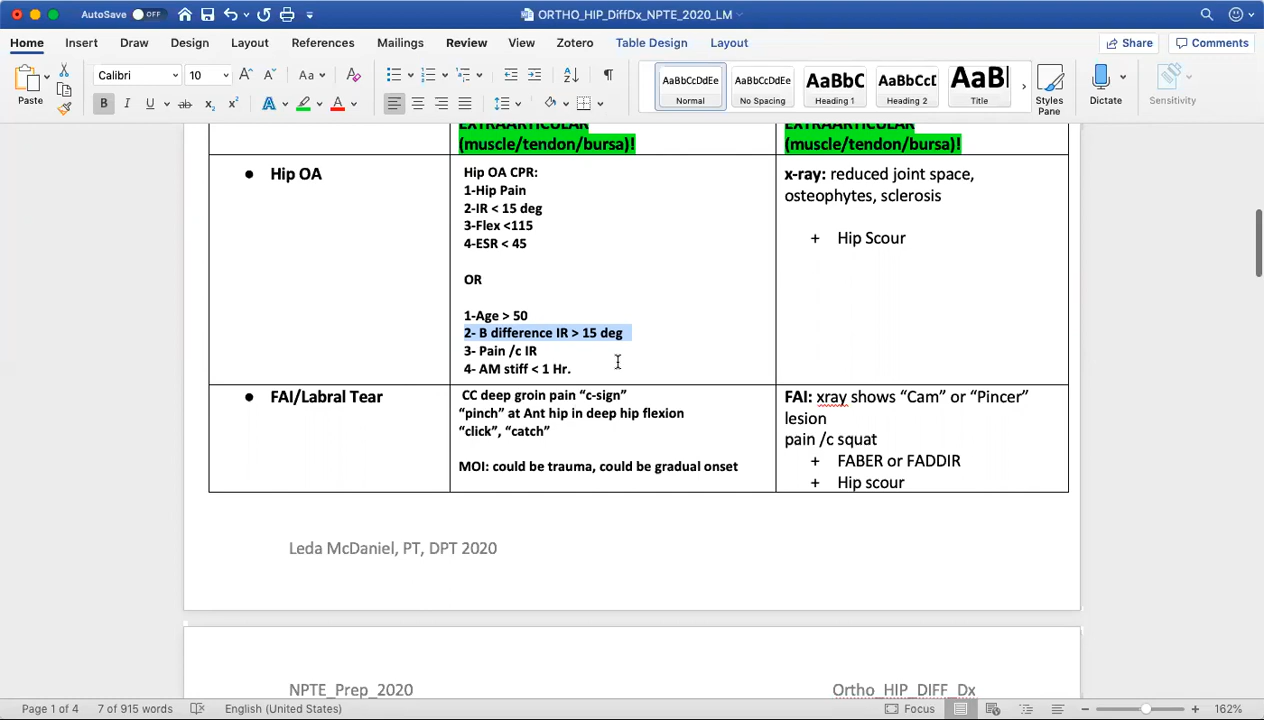 AutoSave OFF
ORTHO_HIP_DiffDx_NPTE_2020_LM
Home Insert Draw Design Layout References Mailings Review View Zotero Table Design Layout Share Comments
Paste
Calibri 10
Normal No Spacing Heading 1 Heading 2 Title
Styles Pane
Dictate
Sensitivity
EXTRAARTICULAR
(muscle/tendon/bursa)!
EXTRAARTICULAR
(muscle/tendon/bursa)!
● Hip OA
Hip OA CPR:
1-Hip Pain
2-IR < 15 deg
3-Flex <115
4-ESR < 45
OR
1-Age > 50
2- B difference IR > 15 deg
3- Pain /c IR
4- AM stiff < 1 Hr.
x-ray: reduced joint space,
osteophytes, sclerosis
+ Hip Scour
● FAI/Labral Tear
CC deep groin pain “c-sign”
“pinch” at Ant hip in deep hip flexion
“click”, “catch”
MOI: could be trauma, could be gradual onset
FAI: xray shows “Cam” or “Pincer”
lesion
pain /c squat
+ FABER or FADDIR
+ Hip scour
Leda McDaniel, PT, DPT 2020
NPTE_Prep_2020
Ortho_HIP_DIFF_Dx
Page 1 of 4 7 of 915 words English (United States) Focus 162%